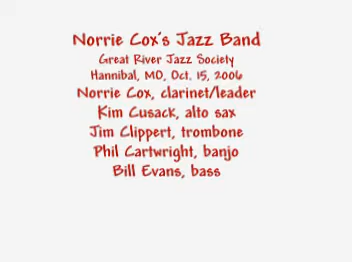 Norrie Cox's Jazz Band
Great River Jazz Society
Hannibal, MO, Oct. 15, 2006
Norrie Cox, clarinet/leader
Kim Cusack, alto sax
Jim Clippert, trombone
Phil Cartwright, banjo
Bill Evans, bass